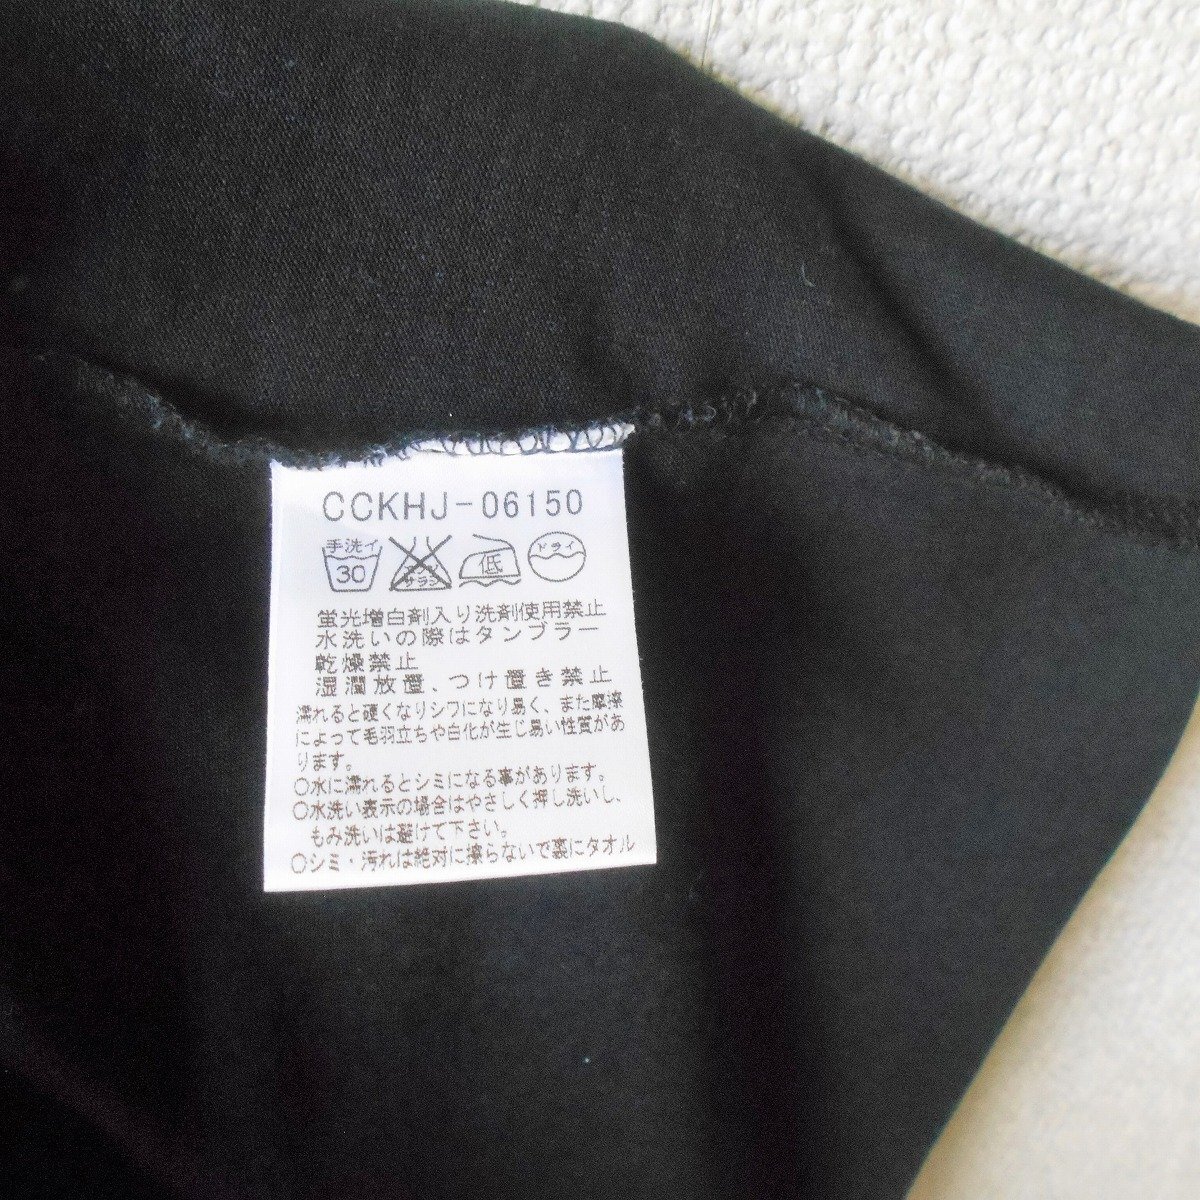 CCKHJ-06150
手洗イ 30 エンソ サラシ 低 ドライ
蛍光増白剤入り洗剤使用禁止
水洗いの際はタンブラー
乾燥禁止
湿潤放置、つけ置き禁止
濡れると硬くなりシワになり易く、また摩擦
によって毛羽立ちや白化が生じ易い性質があ
ります。
○水に濡れるとシミになる事があります。
○水洗い表示の場合はやさしく押し洗いし、
もみ洗いは避けて下さい。
○シミ・汚れは絶対に擦らないで裏にタオル